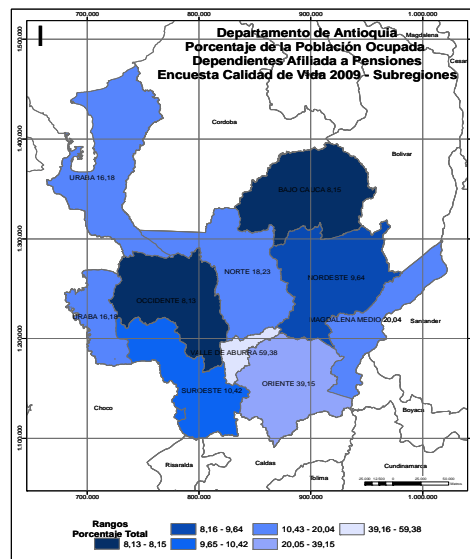 700.000 800.000 900.000 1.000.000
I
Departamento de Antioquia
Porcentaje de la Población Ocupada
Dependientes Afiliada a Pensiones
Encuesta Calidad de Vida 2009 - Subregiones
Magdalena
Cesar
Cordoba
Bolivar
1.500.000
1.400.000
1.300.000
1.200.000
1.100.000
URABA 16,18
BAJO CAUCA 8,15
NORTE 18,23
NORDESTE 9,64
OCCIDENTE 8,13
URABA 16,18
MAGDALENA MEDIO 20,04
Santander
VALLE DE ABURRA 59,38
ORIENTE 39,15
SUROESTE 10,42
Choco
Boyaca
Risaralda
Caldas
Tolima
Cundinamarca
700.000 800.000 900.000 1.000.000
Rangos
Porcentaje Total
8,13 - 8,15
8,16 - 9,64
9,65 - 10,42
10,43 - 20,04
20,05 - 39,15
39,16 - 59,38